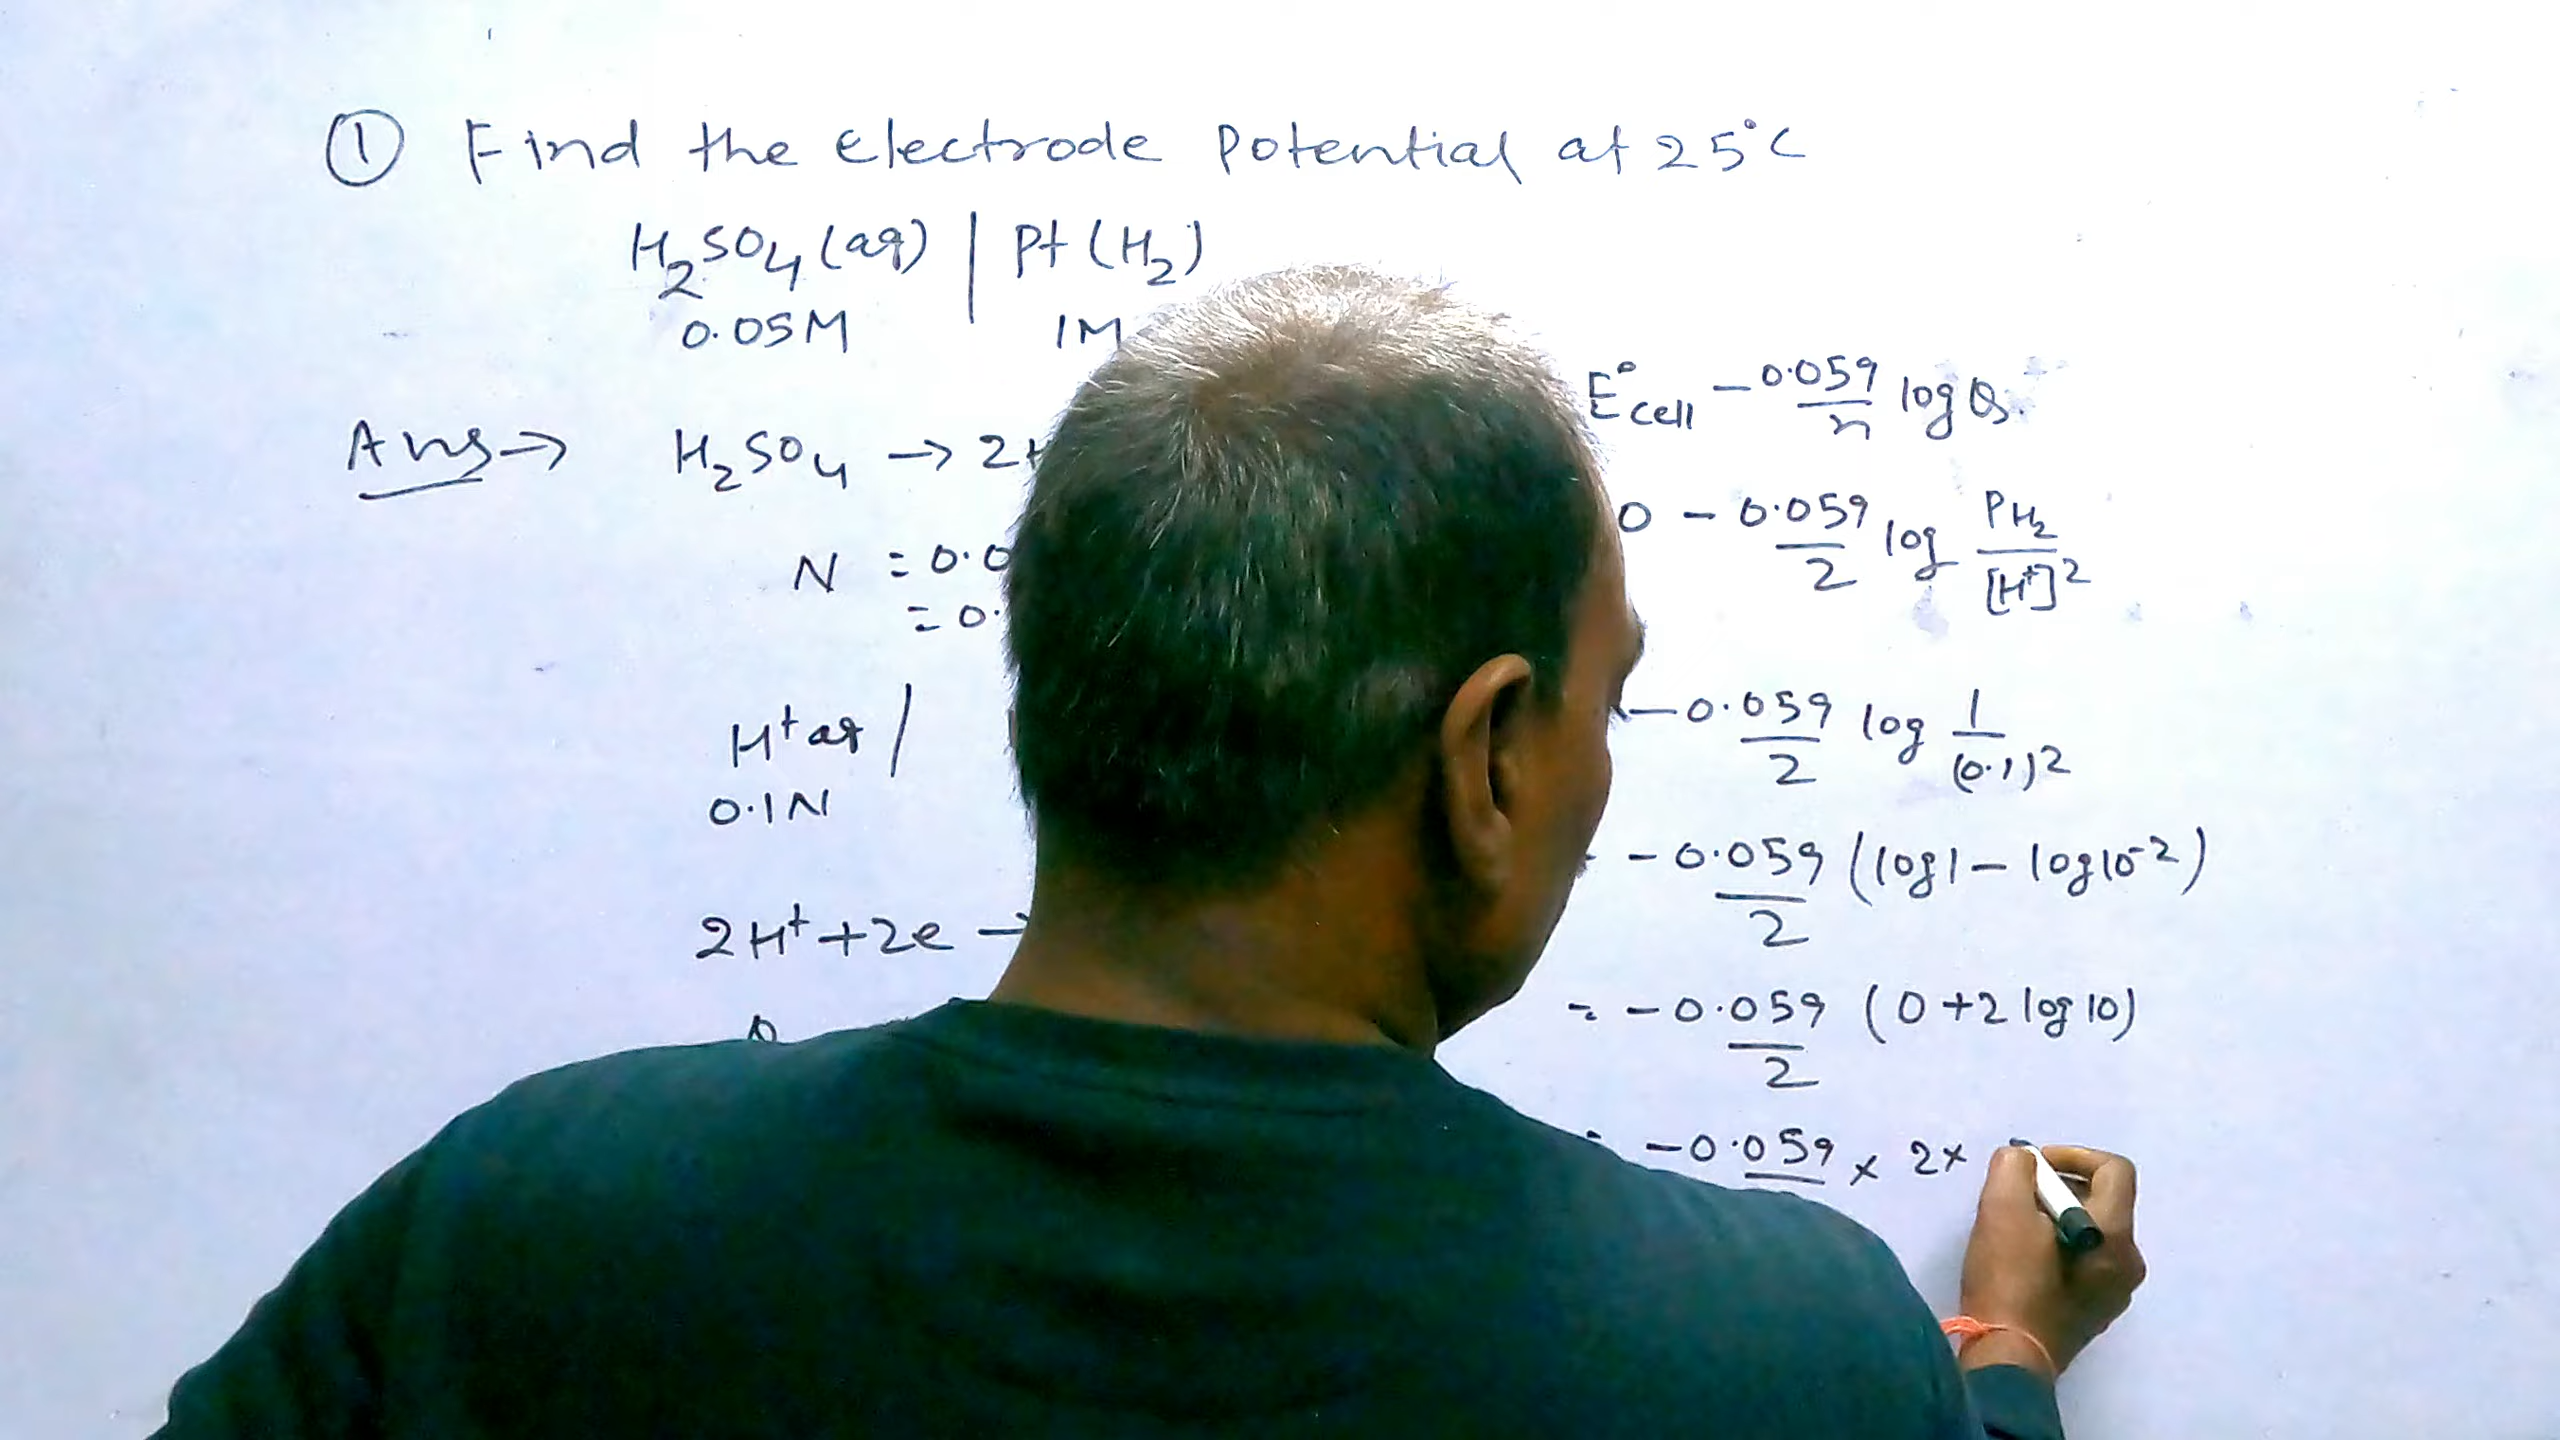 ① Find the electrode potential at 25°C
H₂SO₄(aq) | Pt(H₂)
0.05M 1M
Ans → H₂SO₄ → 2H
N = 0.0
= 0.
H⁺aq |
0.1N
2H⁺ + 2e →
E°cell - 0.059/n log Q.
0 - 0.059/2 log PH₂/[H⁺]²
- 0.059/2 log 1/(0.1)²
- 0.059/2 (log1 - log10⁻²)
= - 0.059/2 (0 + 2 log 10)
= - 0.059 x 2x